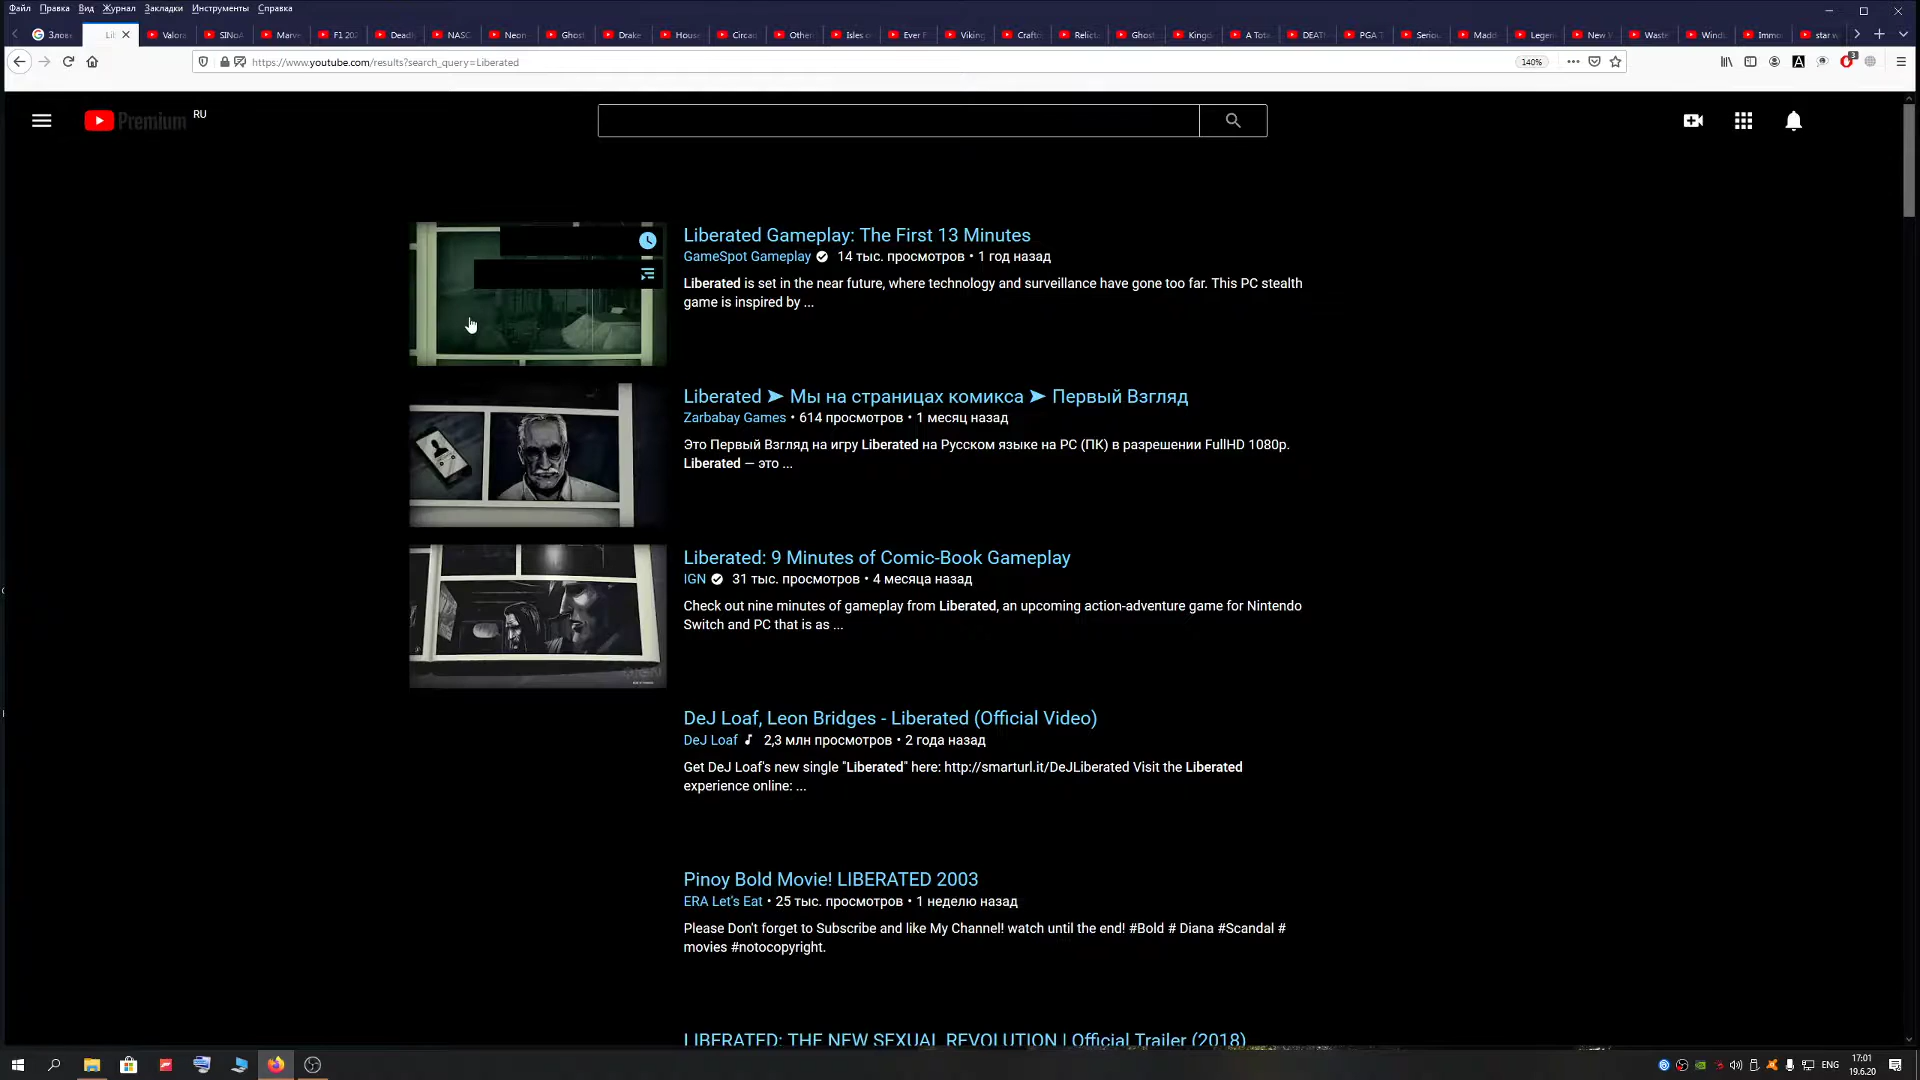 Файл Правка Вид Журнал Закладки Инструменты Справка
Злове Lib Valora SINoA Marve F1 202 Deadly NASC Neon Ghost Drake House Circad Other Isles o Ever F Viking Crafto Relicta Ghost Kingd A Tota DEATH PGA T Seriou Madde Legen New W Waste Windb Immo star w
https://www.youtube.com/results?search_query=Liberated
140%
3
Premium RU
Liberated Gameplay: The First 13 Minutes
GameSpot Gameplay 14 тыс. просмотров • 1 год назад
Liberated is set in the near future, where technology and surveillance have gone too far. This PC stealth
game is inspired by ...
Liberated ➤ Мы на страницах комикса ➤ Первый Взгляд
Zarbabay Games • 614 просмотров • 1 месяц назад
Это Первый Взгляд на игру Liberated на Русском языке на PC (ПК) в разрешении FullHD 1080p.
Liberated — это ...
Liberated: 9 Minutes of Comic-Book Gameplay
IGN 31 тыс. просмотров • 4 месяца назад
Check out nine minutes of gameplay from Liberated, an upcoming action-adventure game for Nintendo
Switch and PC that is as ...
DeJ Loaf, Leon Bridges - Liberated (Official Video)
DeJ Loaf 2,3 млн просмотров • 2 года назад
Get DeJ Loaf's new single "Liberated" here: http://smarturl.it/DeJLiberated Visit the Liberated
experience online: ...
Pinoy Bold Movie! LIBERATED 2003
ERA Let's Eat • 25 тыс. просмотров • 1 неделю назад
Please Don't forget to Subscribe and like My Channel! watch until the end! #Bold # Diana #Scandal #
movies #notocopyright.
LIBERATED: THE NEW SEXUAL REVOLUTION | Official Trailer (2018)
ENG
17:01
19.6.20